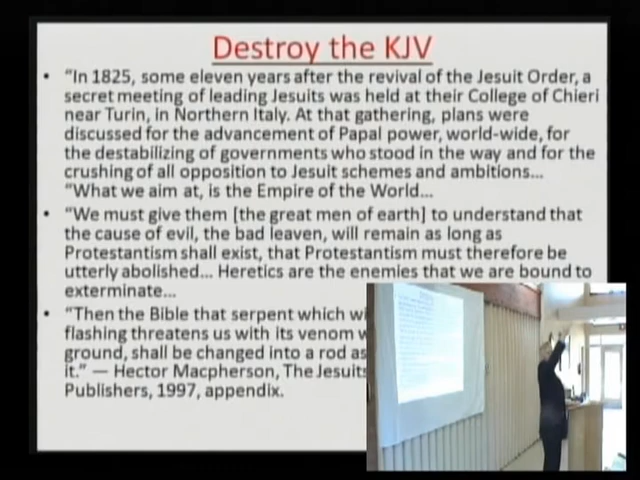 Destroy the KJV
• “In 1825, some eleven years after the revival of the Jesuit Order, a
secret meeting of leading Jesuits was held at their College of Chieri
near Turin, in Northern Italy. At that gathering, plans were
discussed for the advancement of Papal power, world-wide, for
the destabilizing of governments who stood in the way and for the
crushing of all opposition to Jesuit schemes and ambitions...
“What we aim at, is the Empire of the World...
• “We must give them [the great men of earth] to understand that
the cause of evil, the bad leaven, will remain as long as
Protestantism shall exist, that Protestantism must therefore be
utterly abolished... Heretics are the enemies that we are bound to
exterminate...
• “Then the Bible that serpent which wi
flashing threatens us with its venom w
ground, shall be changed into a rod as
it.” — Hector Macpherson, The Jesuits
Publishers, 1997, appendix.